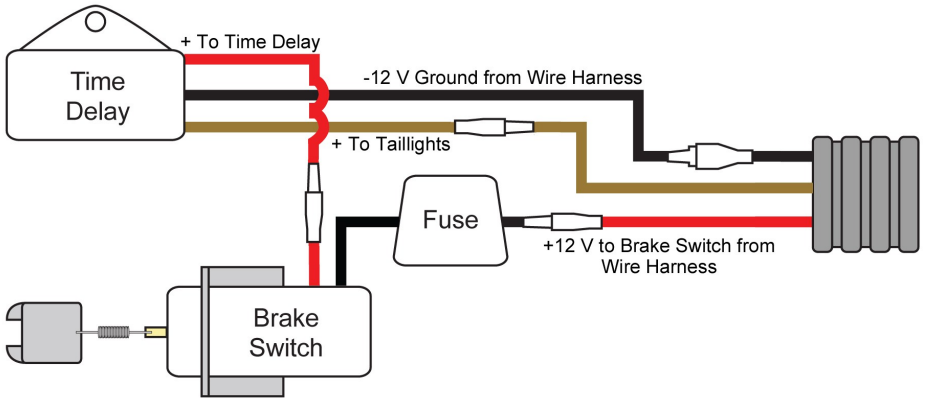 + To Time Delay
Time
Delay
-12 V Ground from Wire Harness
+ To Taillights
Fuse
+12 V to Brake Switch from
Wire Harness
Brake
Switch